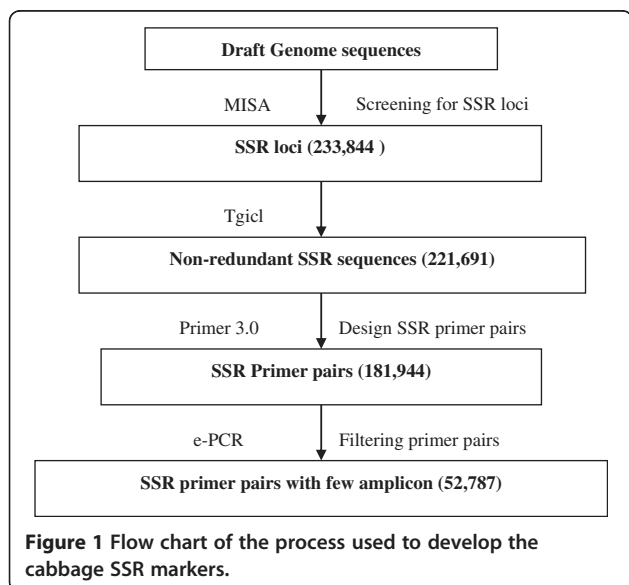 Draft Genome sequences
MISA Screening for SSR loci
SSR loci (233,844 )
Tgicl
Non-redundant SSR sequences (221,691)
Primer 3.0 Design SSR primer pairs
SSR Primer pairs (181,944)
e-PCR Filtering primer pairs
SSR primer pairs with few amplicon (52,787)
Figure 1 Flow chart of the process used to develop the
cabbage SSR markers.